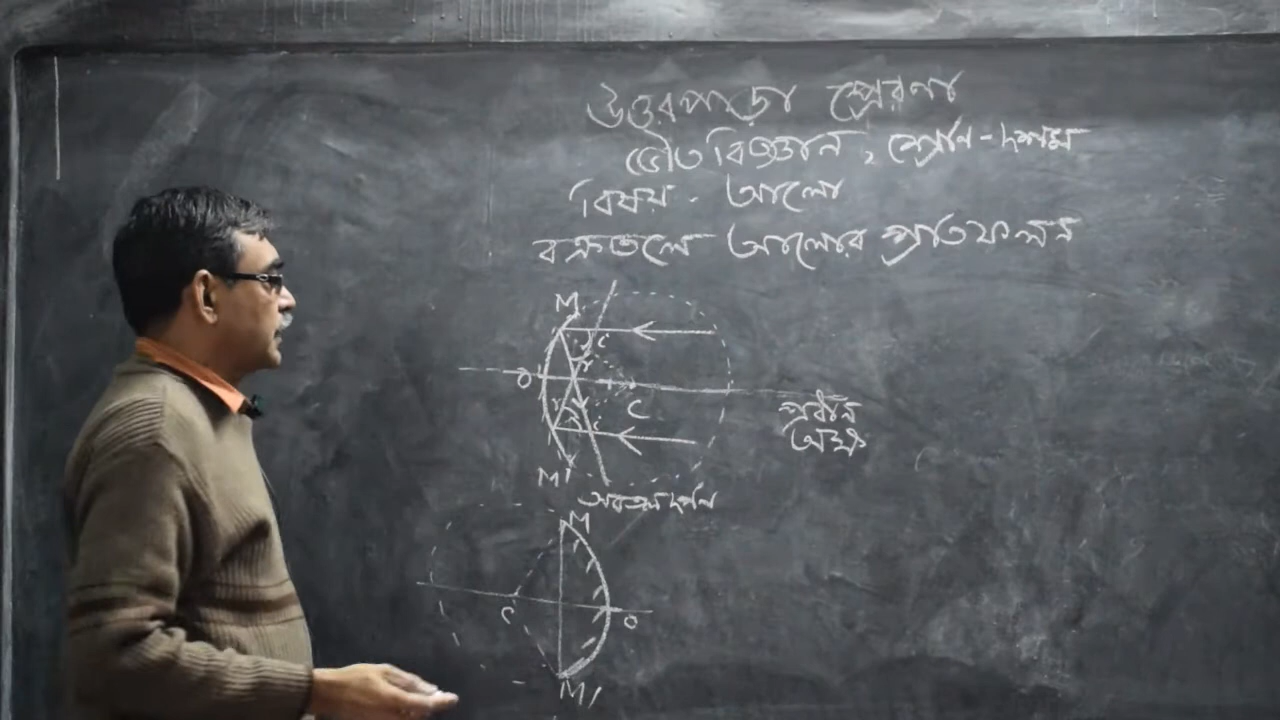 উত্তরপাড়া প্রেরণা
ভৌতবিজ্ঞান, শ্রেণি - দশম
বিষয় - আলো
বক্রতলে আলোর প্রতিফলন
M
i
r
O
C
r
i
প্রধান
অক্ষ
M'
অবতল দর্পণ
M
C
O
M'